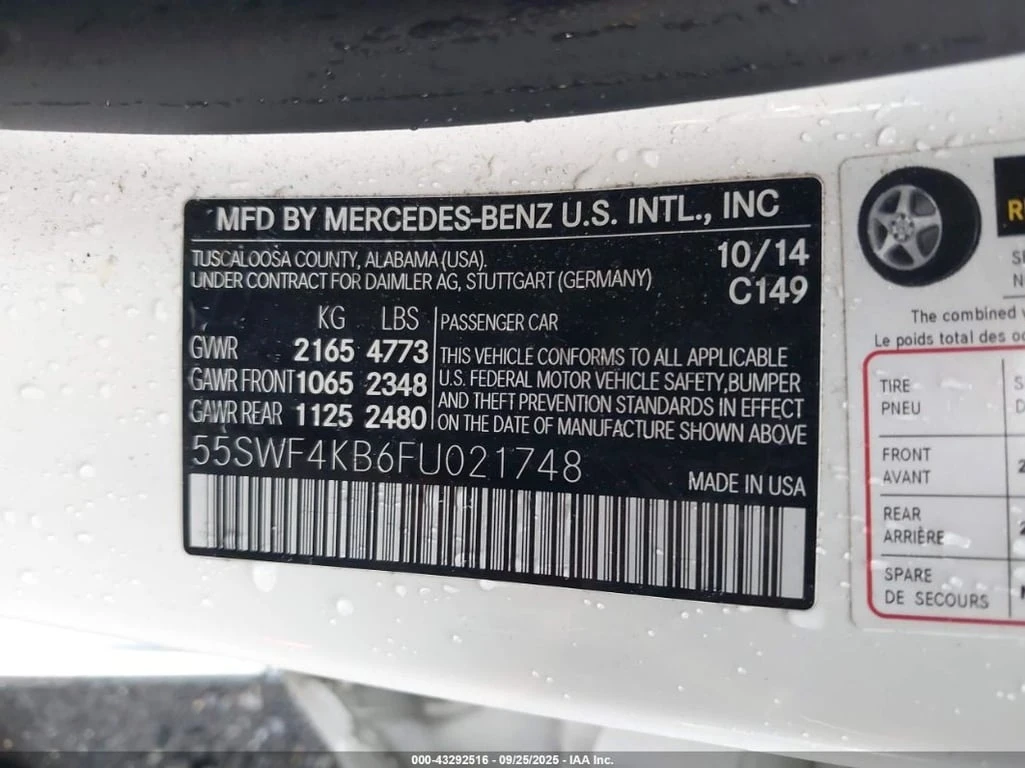 MFD BY MERCEDES-BENZ U.S. INTL., INC
TUSCALOOSA COUNTY, ALABAMA (USA). 10/14
UNDER CONTRACT FOR DAIMLER AG, STUTTGART (GERMANY) C149
KG LBS PASSENGER CAR
GVWR 2165 4773 THIS VEHICLE CONFORMS TO ALL APPLICABLE
GAWR FRONT 1065 2348 U.S. FEDERAL MOTOR VEHICLE SAFETY, BUMPER
GAWR REAR 1125 2480 AND THEFT PREVENTION STANDARDS IN EFFECT
ON THE DATE OF MANUFACTURE SHOWN ABOVE
55SWF4KB6FU021748 MADE IN USA
The combined
Le poids total des
TIRE
PNEU
FRONT
AVANT
REAR
ARRIÈRE
SPARE
DE SECOURS
000-43292516 - 09/25/2025 - IAA Inc.